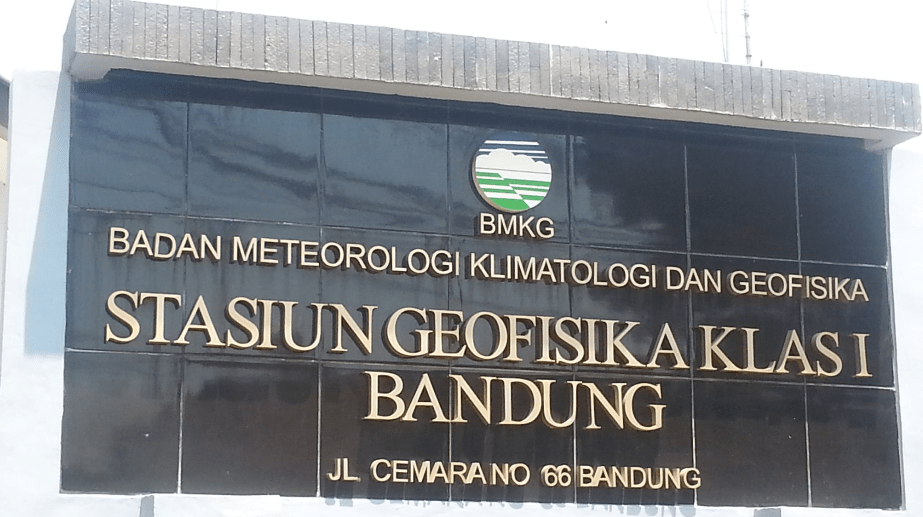 BMKG
BADAN METEOROLOGI KLIMATOLOGI DAN GEOFISIKA
STASIUN GEOFISIKA KLAS I
BANDUNG
JL CEMARA NO 66 BANDUNG